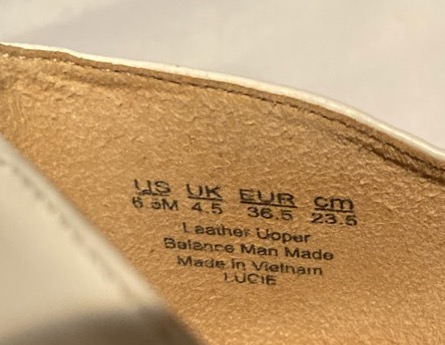 US UK EUR cm
6.5M 4.5 36.5 23.5
Leather Upper
Balance Man Made
Made in Vietnam
LUCIE